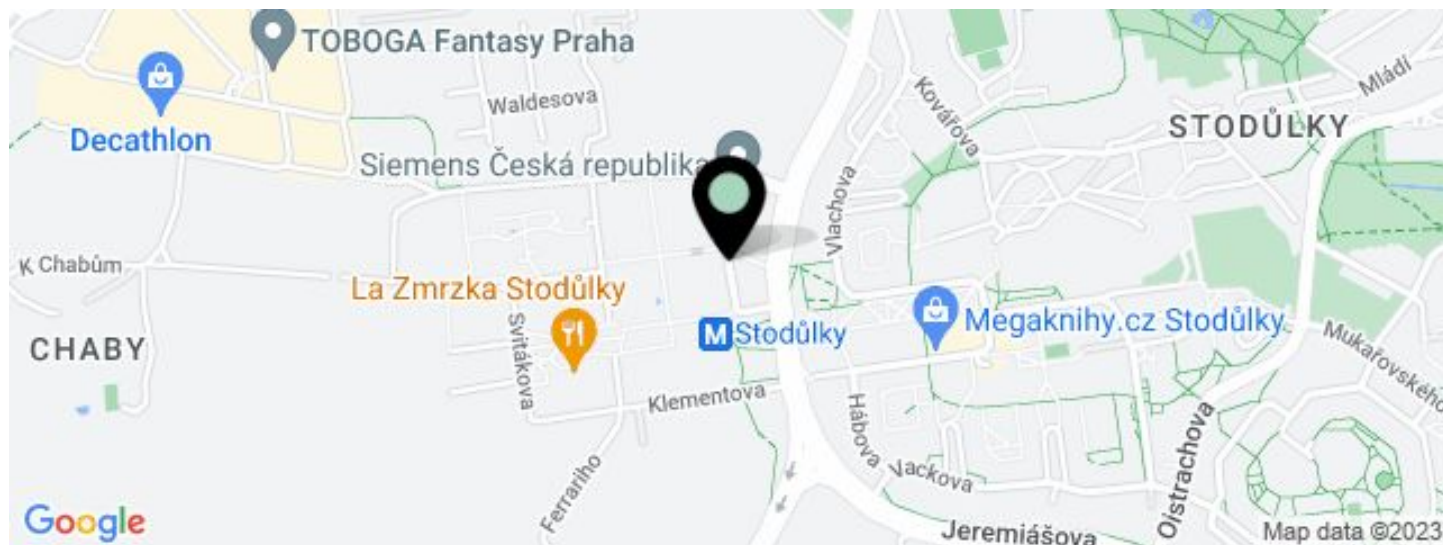 TOBOGA Fantasy Praha
Decathlon
Waldesova
Siemens Česká republika
Kovářova
Mládí
STODŮLKY
Vlachova
K Chabům
La Zmrzka Stodůlky
Svitákova
M Stodůlky
Megaknihy.cz Stodůlky
CHABY
Mukařovského
Klementova
Hábova
Vackova
Oistrachova
Ferrariho
Jeremiášova
Google
Map data ©2023